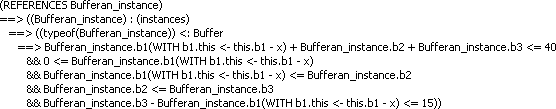 (REFERENCES Bufferan_instance)
==> ((Bufferan_instance) : (instances)
==> ((typeof(Bufferan_instance)) <: Buffer
==> Bufferan_instance.b1(WITH b1.this <- this.b1 - x) + Bufferan_instance.b2 + Bufferan_instance.b3 <= 40
&& 0 <= Bufferan_instance.b1(WITH b1.this <- this.b1 - x)
&& Bufferan_instance.b1(WITH b1.this <- this.b1 - x) <= Bufferan_instance.b2
&& Bufferan_instance.b2 <= Bufferan_instance.b3
&& Bufferan_instance.b3 - Bufferan_instance.b1(WITH b1.this <- this.b1 - x) <= 15))